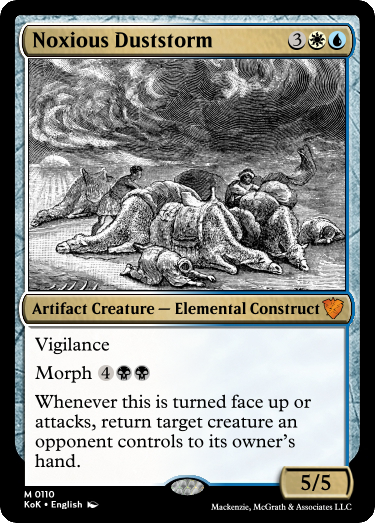 Noxious Duststorm 3
Artifact Creature — Elemental Construct
Vigilance
Morph 4
Whenever this is turned face up or
attacks, return target creature an
opponent controls to its owner's
hand.
5/5
M 0110
KoK • English
Mackenzie, McGrath & Associates LLC